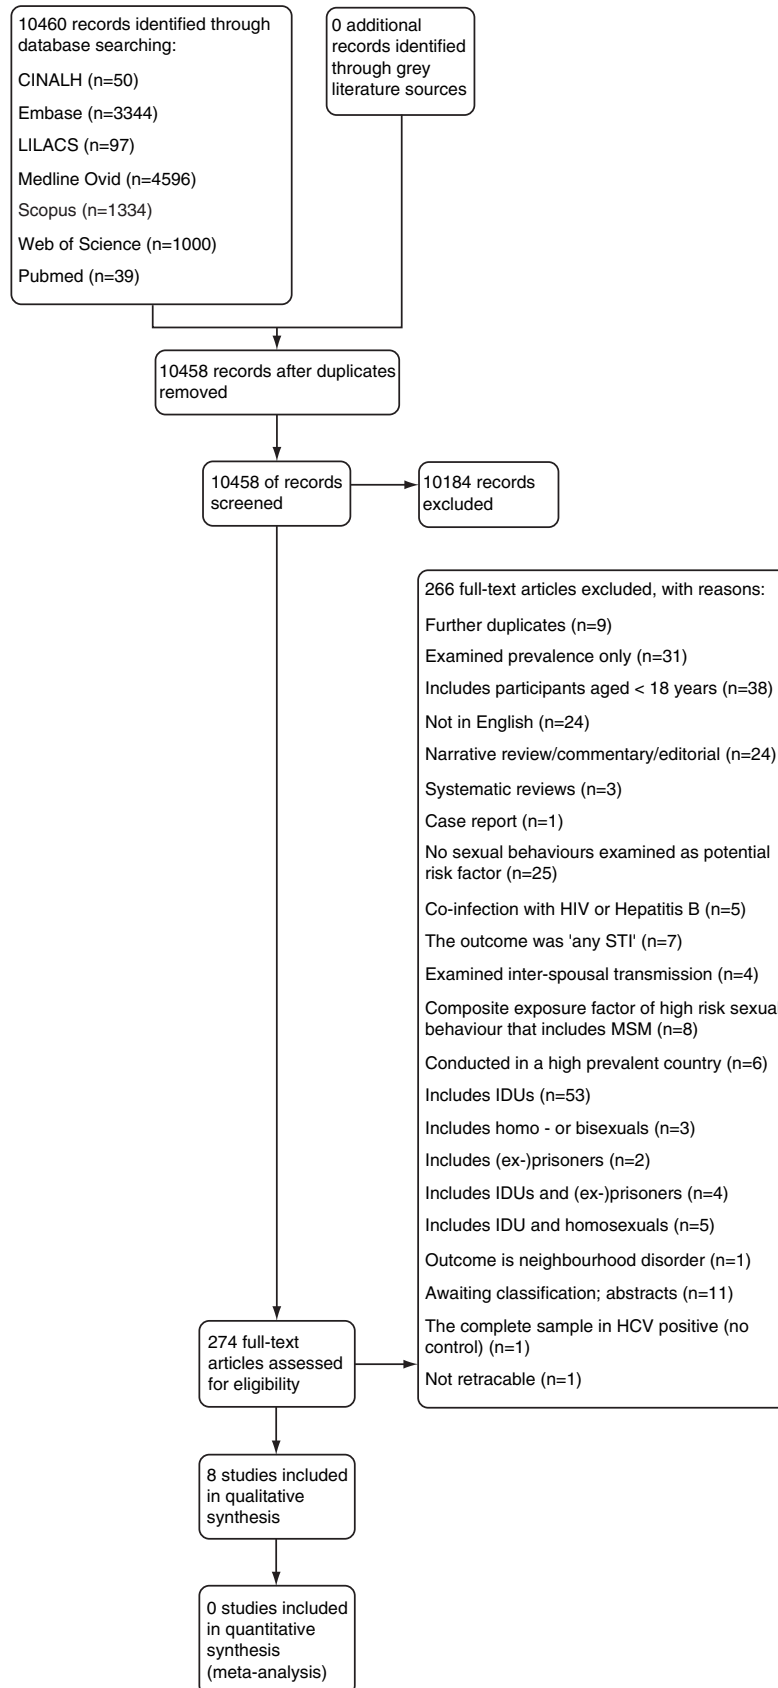 10460 records identified through
database searching:
CINALH (n=50)
Embase (n=3344)
LILACS (n=97)
Medline Ovid (n=4596)
Scopus (n=1334)
Web of Science (n=1000)
Pubmed (n=39)
0 additional
records identified
through grey
literature sources
10458 records after duplicates
removed
10458 of records
screened
10184 records
excluded
266 full-text articles excluded, with reasons:
Further duplicates (n=9)
Examined prevalence only (n=31)
Includes participants aged < 18 years (n=38)
Not in English (n=24)
Narrative review/commentary/editorial (n=24)
Systematic reviews (n=3)
Case report (n=1)
No sexual behaviours examined as potential
risk factor (n=25)
Co-infection with HIV or Hepatitis B (n=5)
The outcome was 'any STI' (n=7)
Examined inter-spousal transmission (n=4)
Composite exposure factor of high risk sexual
behaviour that includes MSM (n=8)
Conducted in a high prevalent country (n=6)
Includes IDUs (n=53)
Includes homo - or bisexuals (n=3)
Includes (ex-)prisoners (n=2)
Includes IDUs and (ex-)prisoners (n=4)
Includes IDU and homosexuals (n=5)
Outcome is neighbourhood disorder (n=1)
Awaiting classification; abstracts (n=11)
The complete sample in HCV positive (no
control) (n=1)
Not retracable (n=1)
274 full-text
articles assessed
for eligibility
8 studies included
in qualitative
synthesis
0 studies included
in quantitative
synthesis
(meta-analysis)